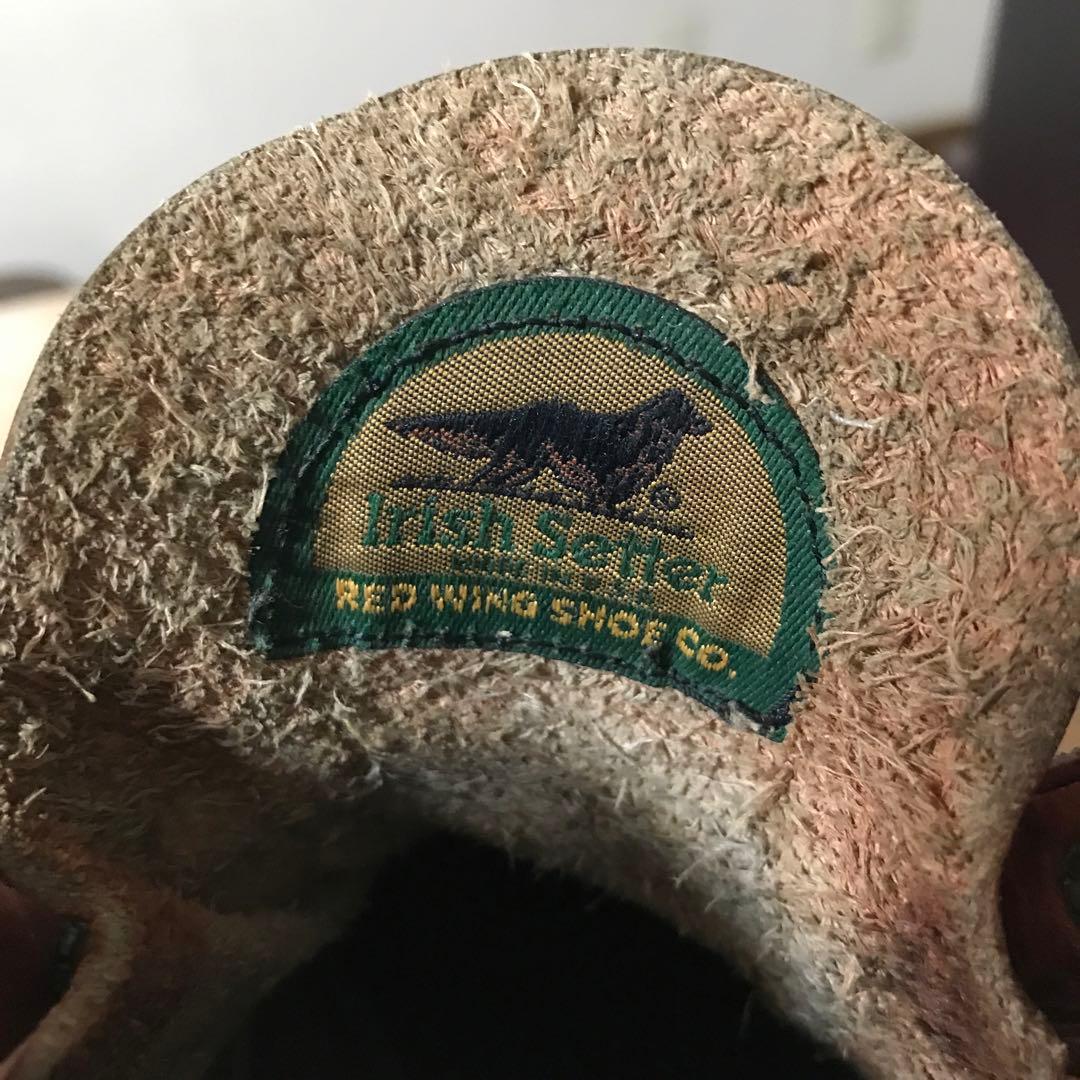 ®
Irish Setter
RED WING SHOE CO.